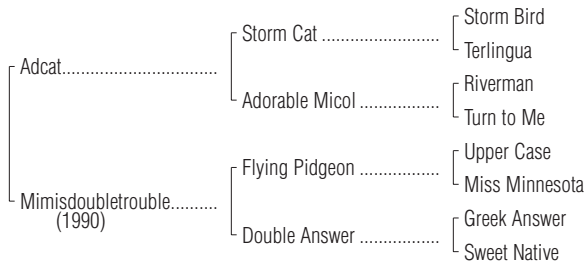 Storm Bird
Storm Cat ........................
Terlingua
Adcat................................
Riverman
Adorable Micol .................
Turn to Me
Upper Case
Flying Pidgeon .................
Miss Minnesota
Mimisdoubletrouble..........
(1990)
Greek Answer
Double Answer .................
Sweet Native